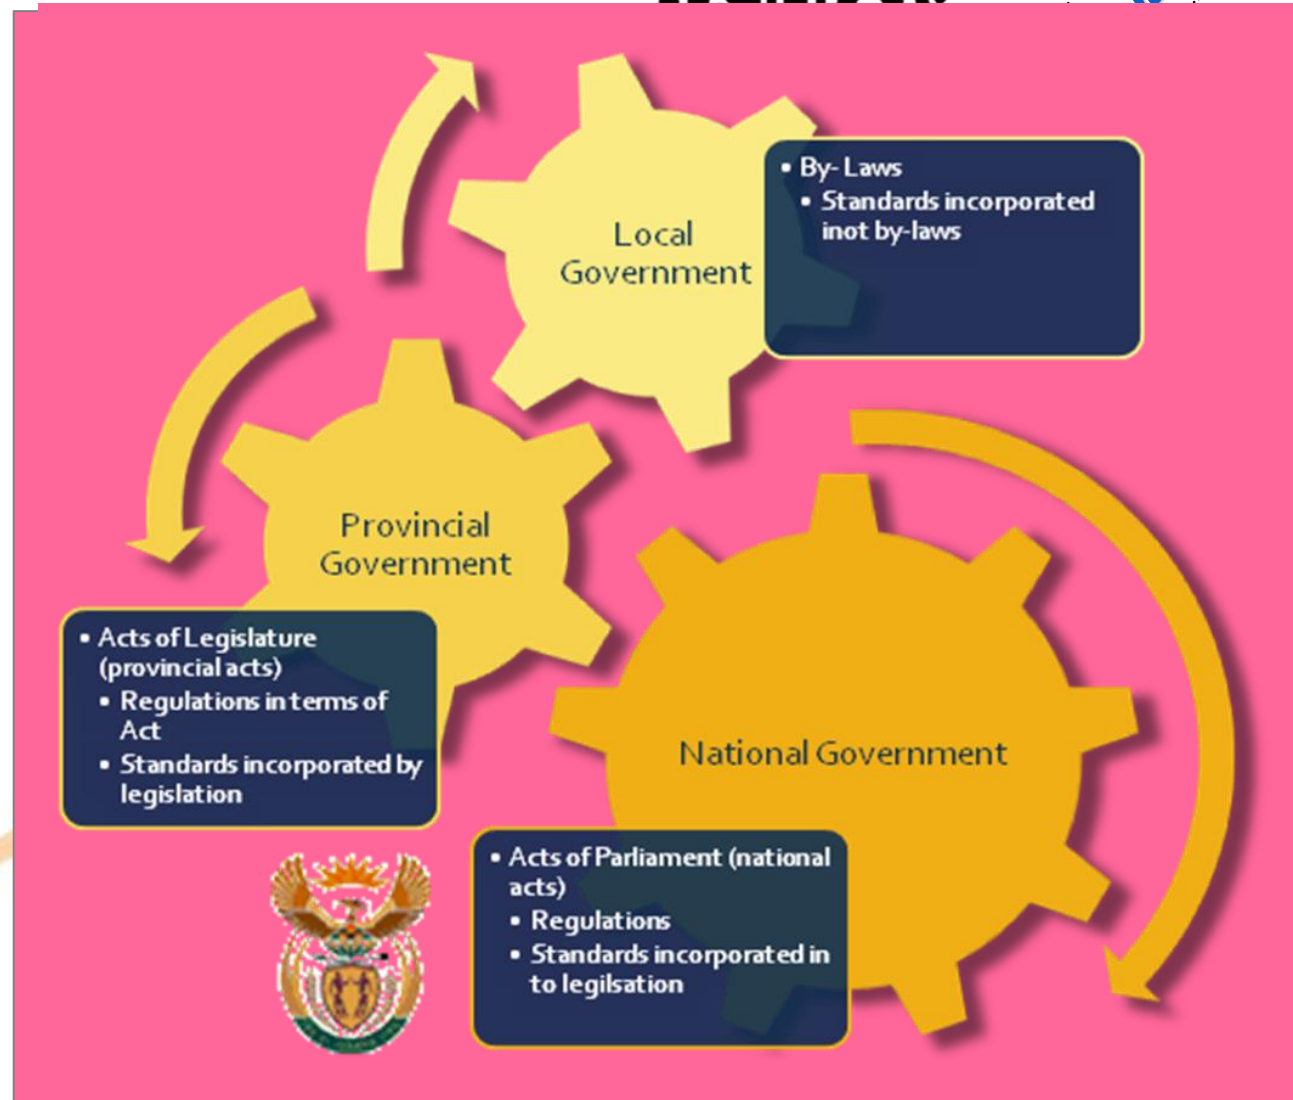 Local
Government
• By- Laws
• Standards incorporated
inot by-laws
Provincial
Government
• Acts of Legislature
(provincial acts)
• Regulations in terms of
Act
• Standards incorporated by
legislation
National Government
• Acts of Parliament (national
acts)
• Regulations
• Standards incorporated in
to legilsation